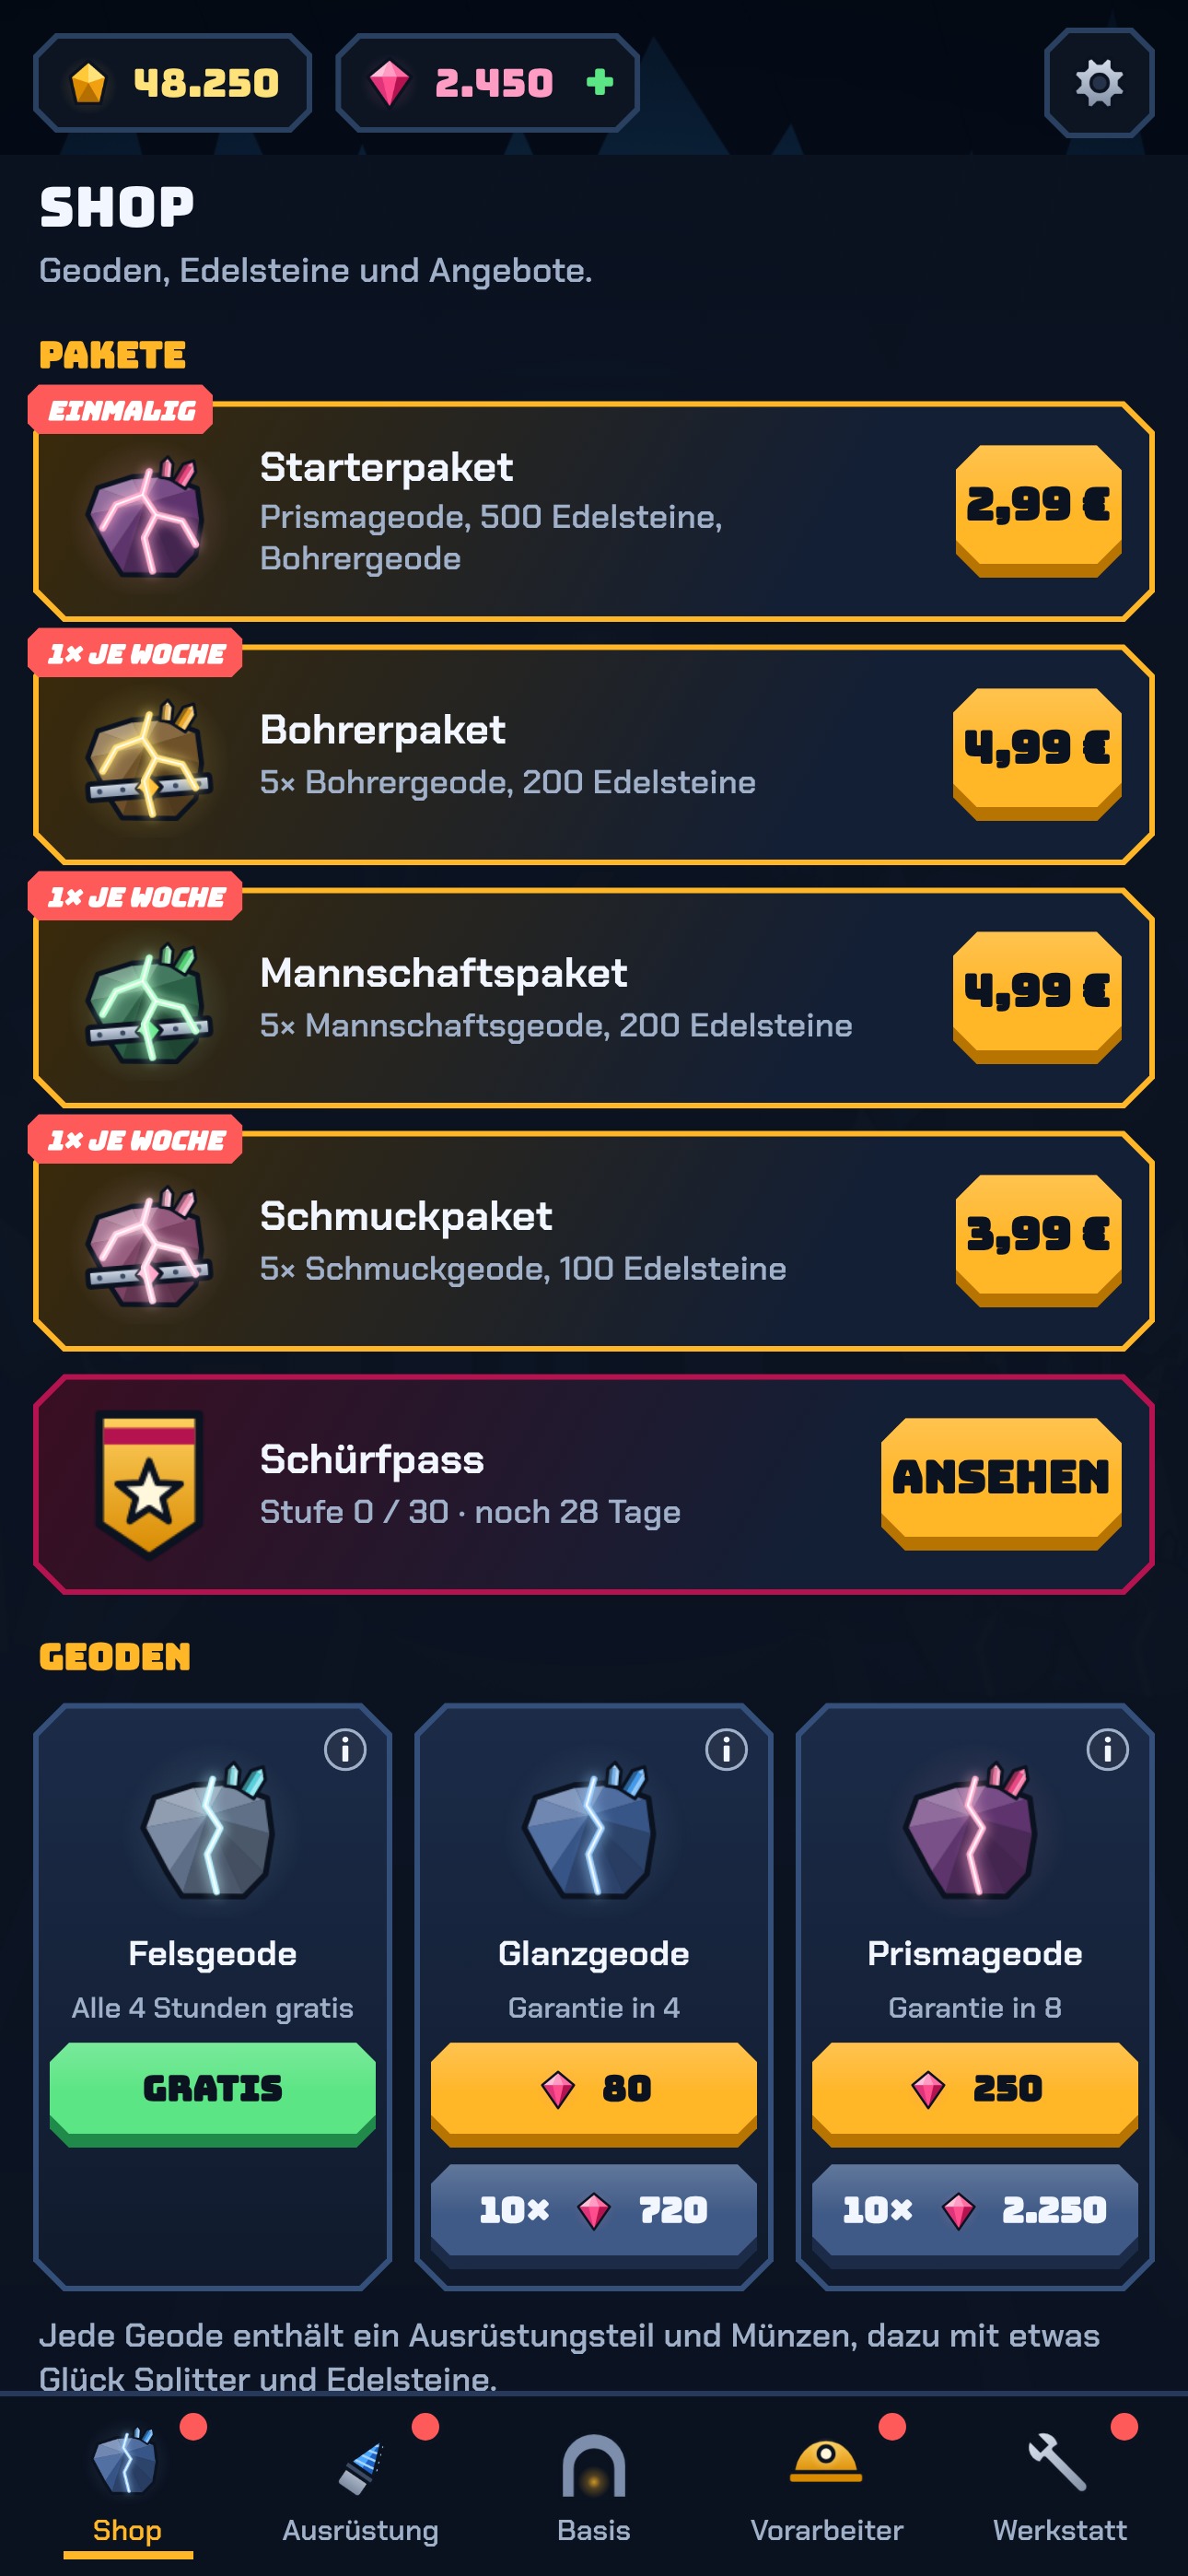 48.250
2.450 +
SHOP
Geoden, Edelsteine und Angebote.
PAKETE
EINMALIG
Starterpaket
Prismageode, 500 Edelsteine,
Bohrergeode
2,99 €
1× JE WOCHE
Bohrerpaket
5× Bohrergeode, 200 Edelsteine
4,99 €
1× JE WOCHE
Mannschaftspaket
5× Mannschaftsgeode, 200 Edelsteine
4,99 €
1× JE WOCHE
Schmuckpaket
5× Schmuckgeode, 100 Edelsteine
3,99 €
Schürfpass
Stufe 0 / 30 · noch 28 Tage
ANSEHEN
GEODEN
Felsgeode
Alle 4 Stunden gratis
GRATIS
Glanzgeode
Garantie in 4
80
10× 720
Prismageode
Garantie in 8
250
10× 2.250
Jede Geode enthält ein Ausrüstungsteil und Münzen, dazu mit etwas
Glück Splitter und Edelsteine.
Shop
Ausrüstung
Basis
Vorarbeiter
Werkstatt